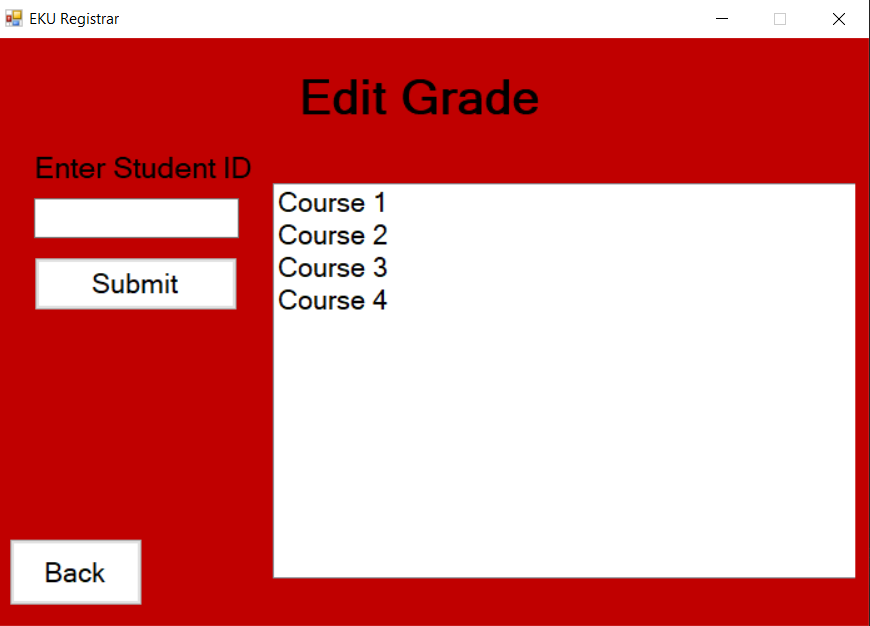 EKU Registrar
Edit Grade
Enter Student ID
Submit
Course 1
Course 2
Course 3
Course 4
Back